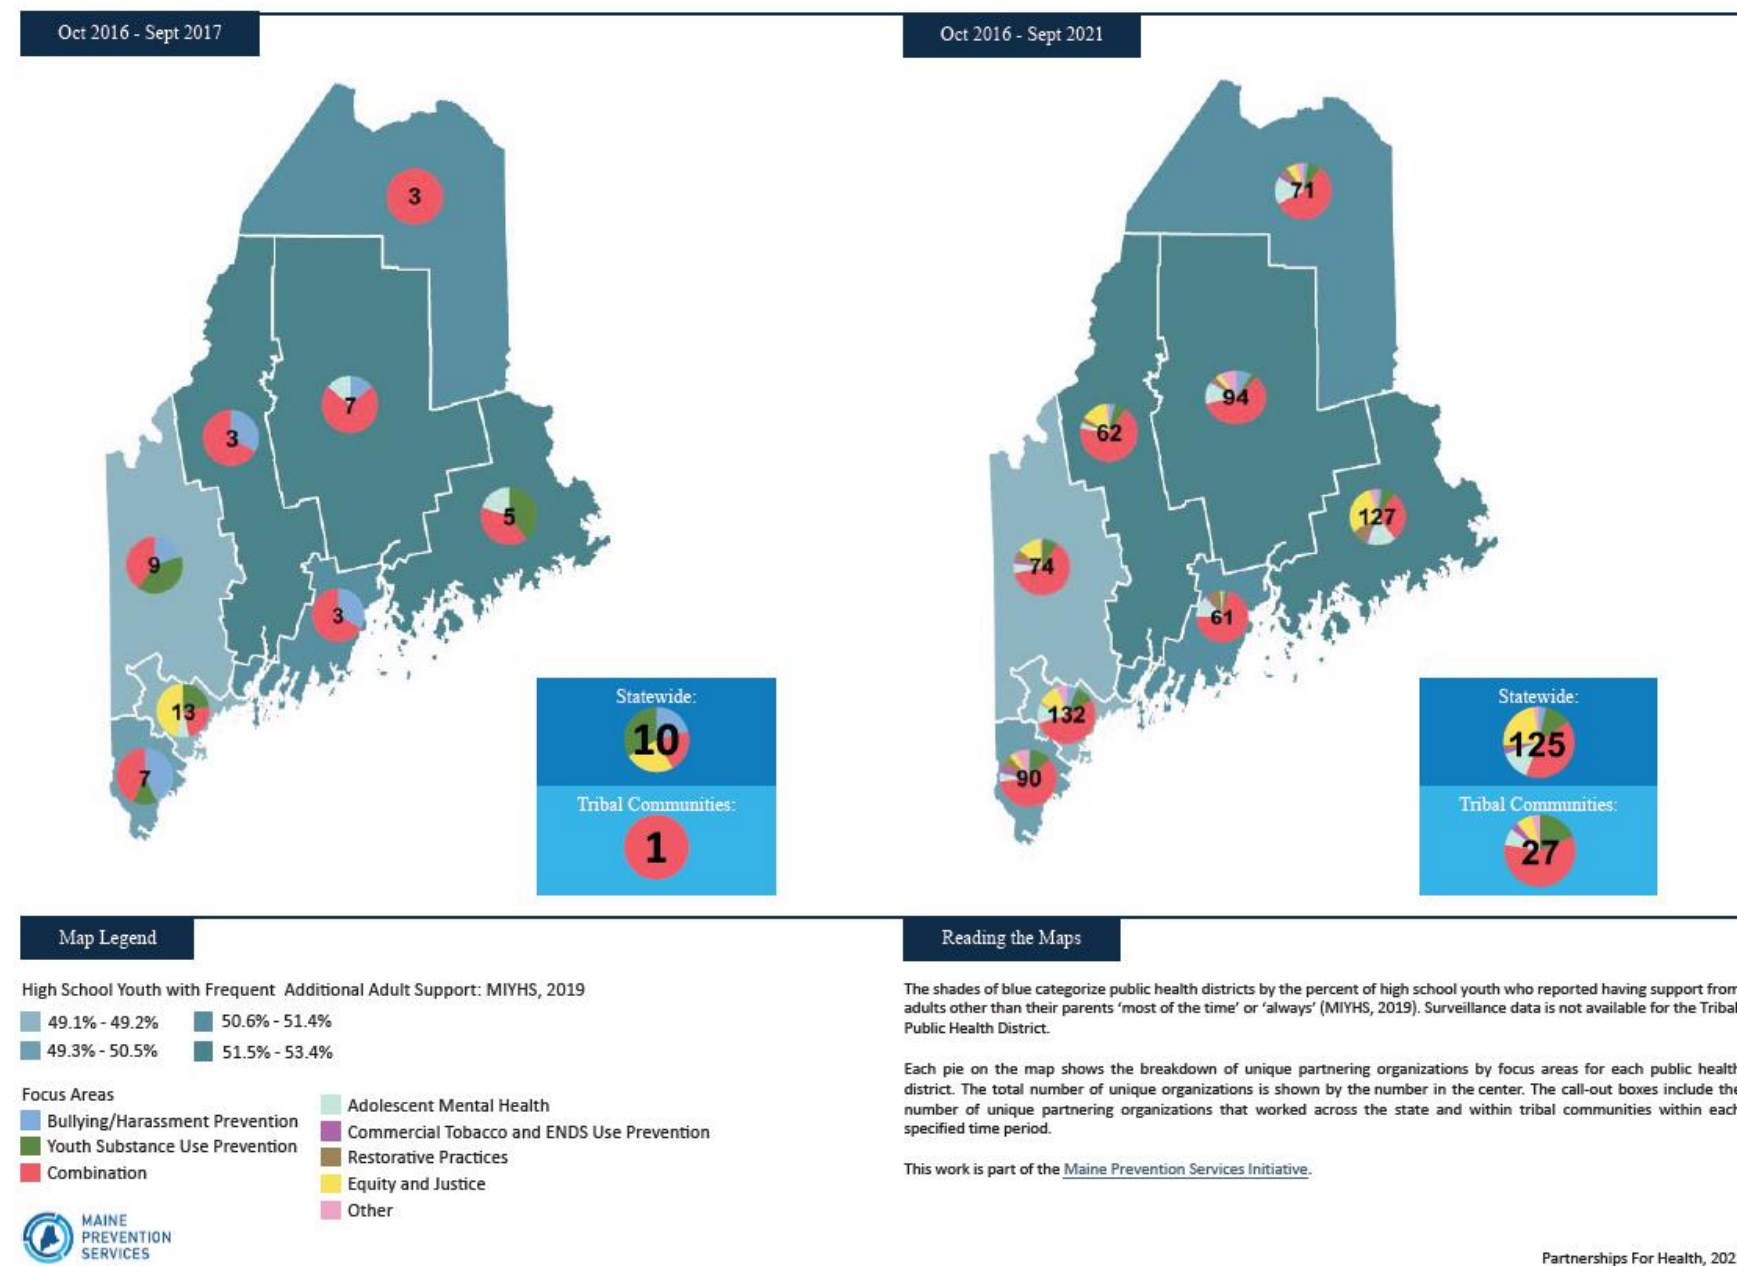 Oct 2016 - Sept 2017
3
7
3
5
9
3
13
7
Statewide:
10
Tribal Communities:
1
Oct 2016 - Sept 2021
71
94
62
127
74
61
132
90
Statewide:
125
Tribal Communities:
27
Map Legend
High School Youth with Frequent Additional Adult Support: MIYHS, 2019
49.1% - 49.2%
50.6% - 51.4%
49.3% - 50.5%
51.5% - 53.4%
Focus Areas
Bullying/Harassment Prevention
Youth Substance Use Prevention
Combination
Adolescent Mental Health
Commercial Tobacco and ENDS Use Prevention
Restorative Practices
Equity and Justice
Other
MAINE
PREVENTION
SERVICES
Reading the Maps
The shades of blue categorize public health districts by the percent of high school youth who reported having support from
adults other than their parents ‘most of the time’ or ‘always’ (MIYHS, 2019). Surveillance data is not available for the Tribal
Public Health District.
Each pie on the map shows the breakdown of unique partnering organizations by focus areas for each public health
district. The total number of unique organizations is shown by the number in the center. The call-out boxes include the
number of unique partnering organizations that worked across the state and within tribal communities within each
specified time period.
This work is part of the Maine Prevention Services Initiative.
Partnerships For Health,